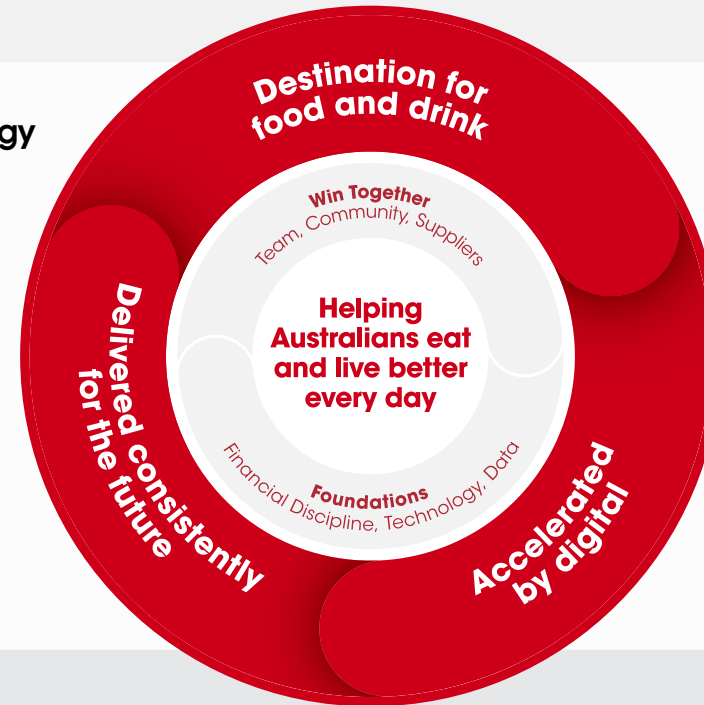 gy
Destination for
food and drink
Win Together
Team, Community, Suppliers
Helping
Australians eat
and live better
every day
Foundations
Financial Discipline, Technology, Data
Delivered consistently
for the future
Accelerated
by digital